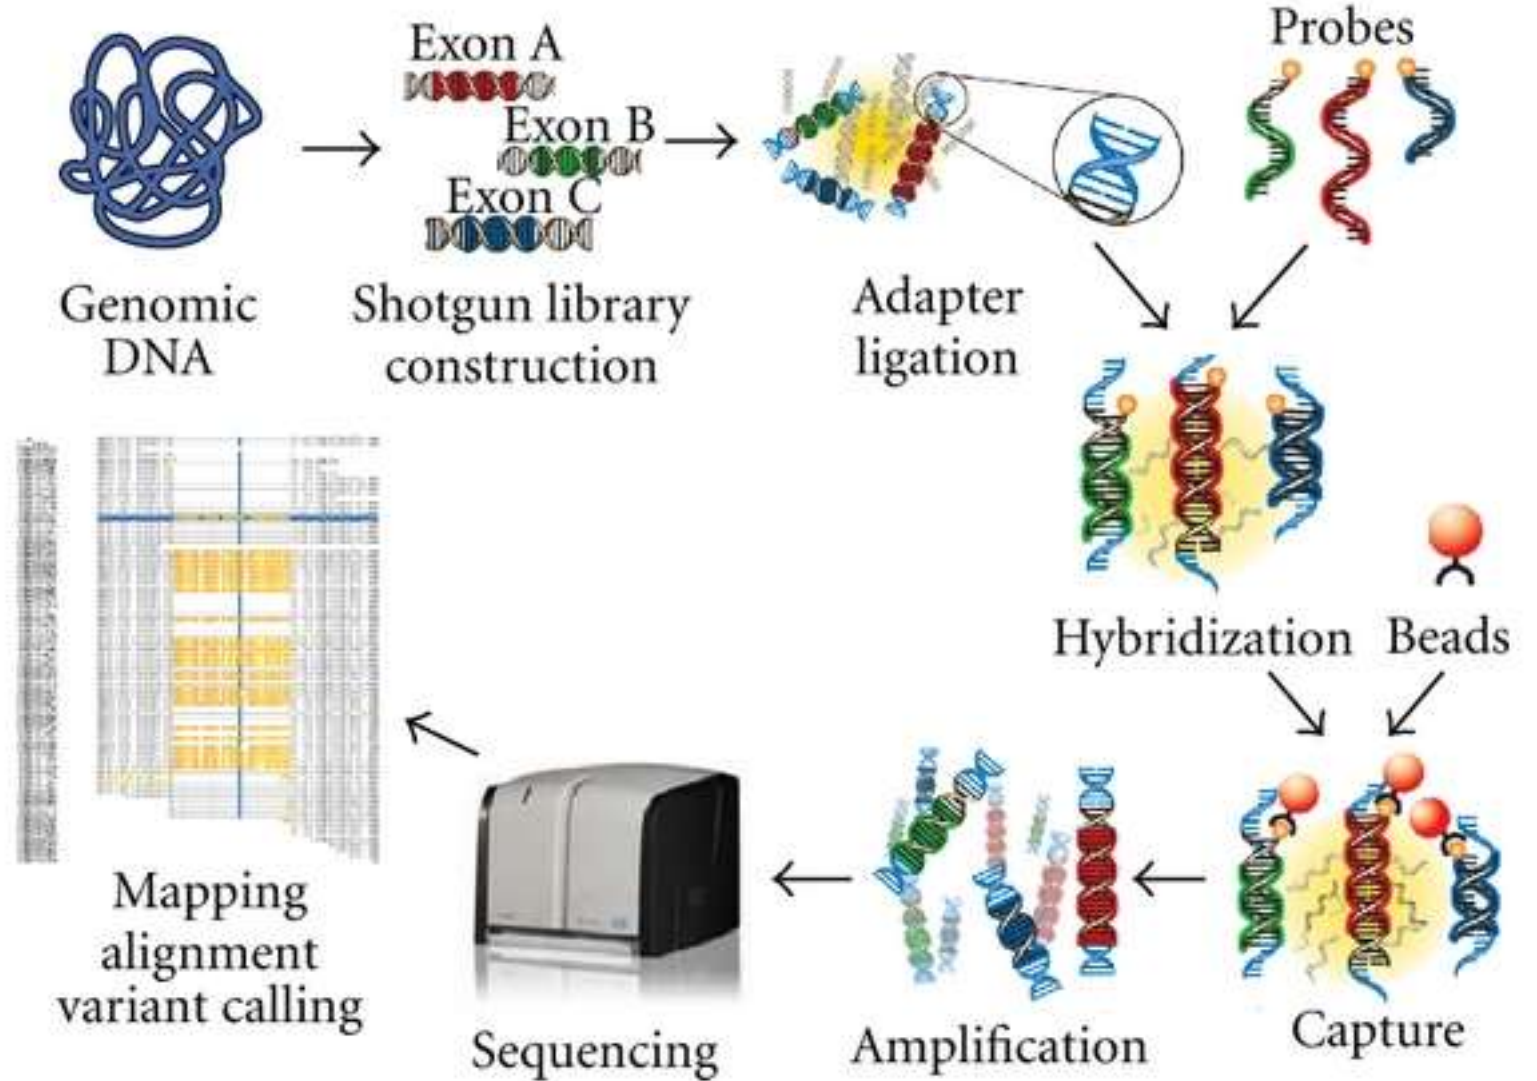 Exon A
Exon B
Exon C
Genomic
DNA
Shotgun library
construction
Adapter
ligation
Probes
Hybridization
Beads
Capture
Amplification
Sequencing
Mapping
alignment
variant calling